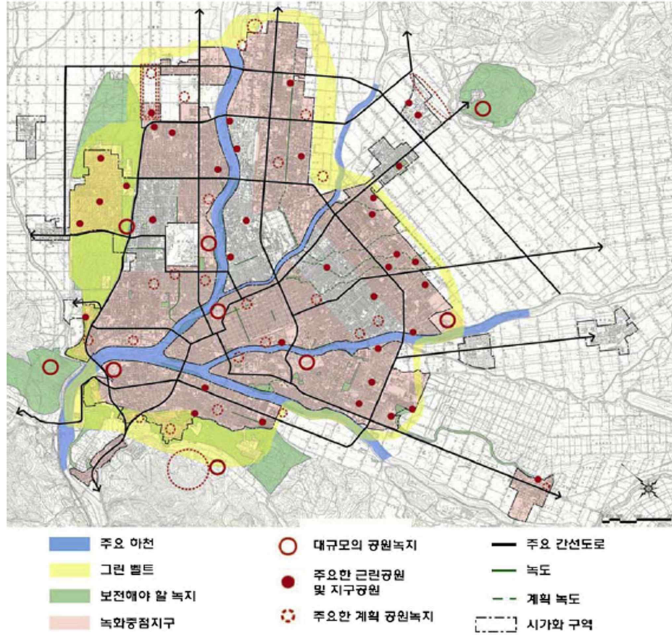 주요 하천
그린 벨트
보전해야 할 녹지
녹화중점지구
대규모의 공원녹지
주요한 근린공원
및 지구공원
주요한 계획 공원녹지
주요 간선도로
녹도
계획 녹도
시가화 구역